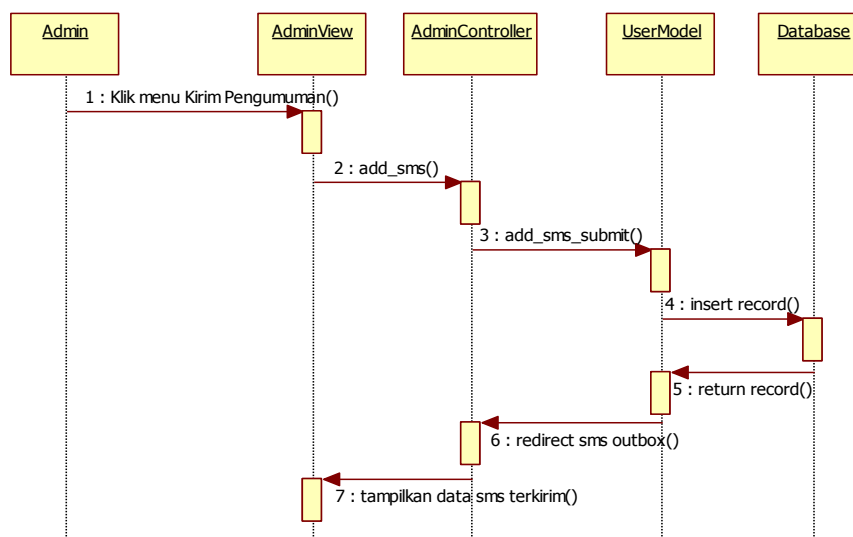 Admin
AdminView
AdminController
UserModel
Database
1 : Klik menu Kirim Pengumuman()
2 : add_sms()
3 : add_sms_submit()
4 : insert record()
5 : return record()
6 : redirect sms outbox()
7 : tampilkan data sms terkirim()